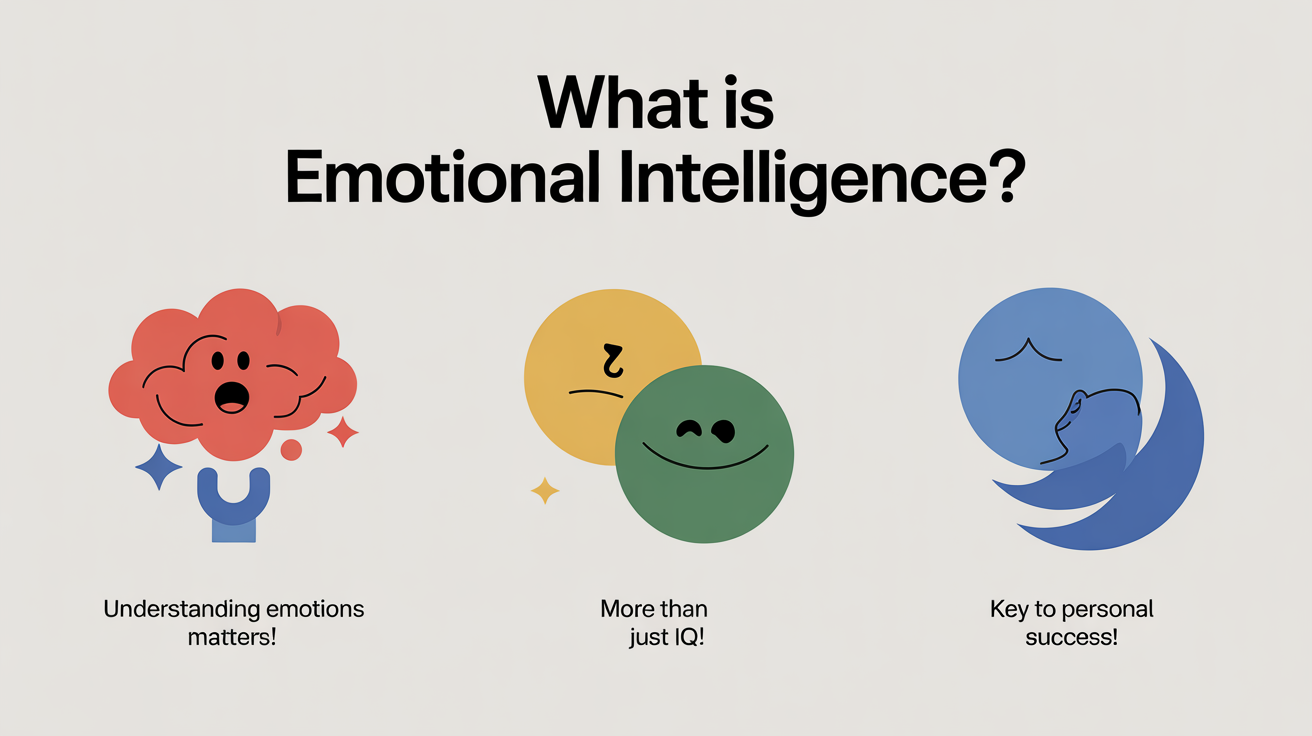 What is
Emotional Intelligence?
Understanding emotions
matters!
More than
just IQ!
Key to personal
success!